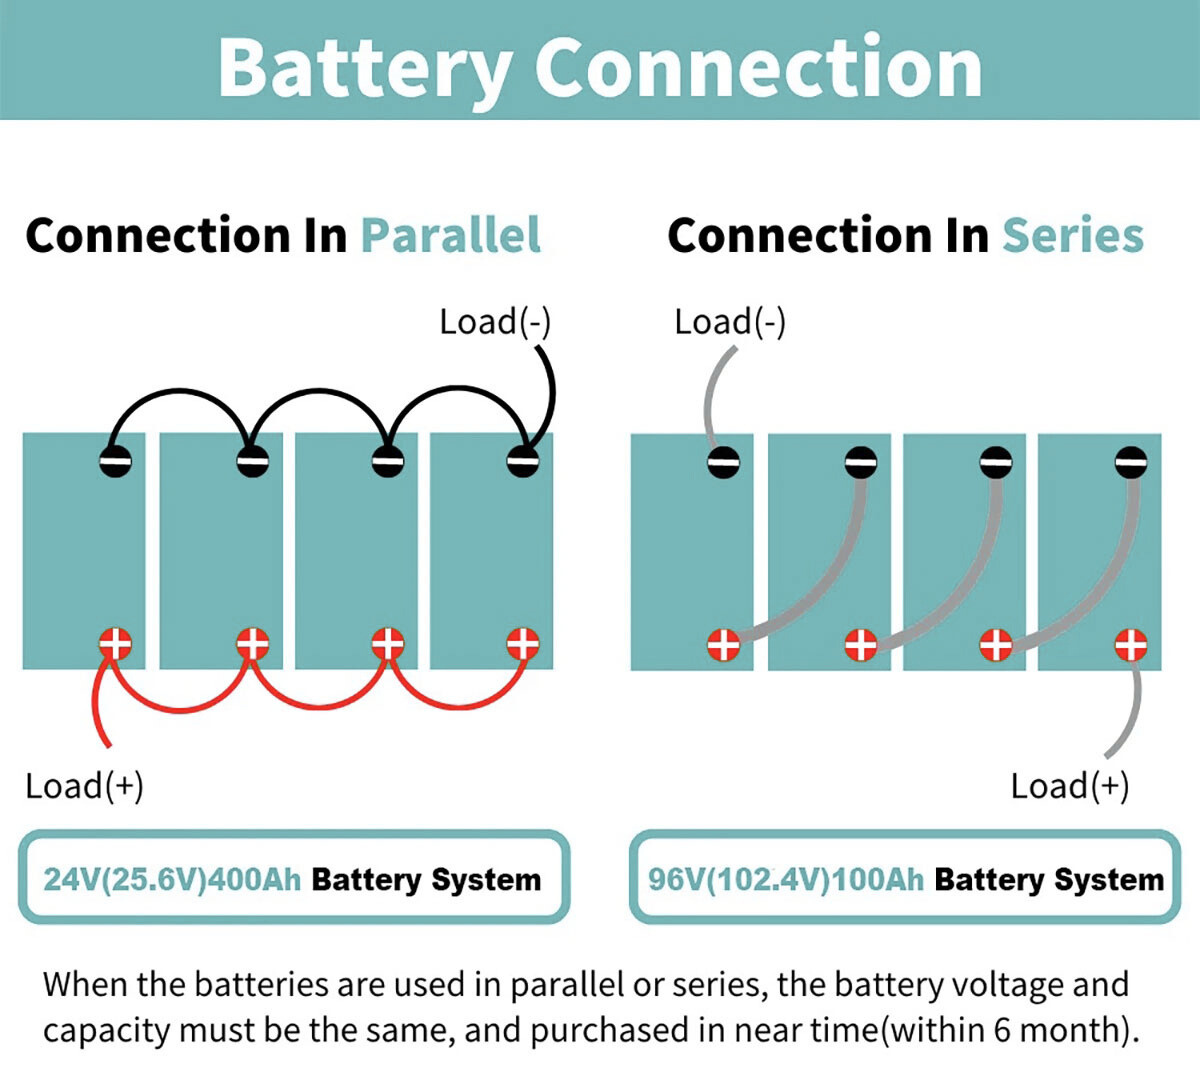 Battery Connection
Connection In Parallel
Load(-)
Load(+)
24V(25.6V)400Ah Battery System
Connection In Series
Load(-)
Load(+)
96V(102.4V)100Ah Battery System
When the batteries are used in parallel or series, the battery voltage and
capacity must be the same, and purchased in near time(within 6 month).